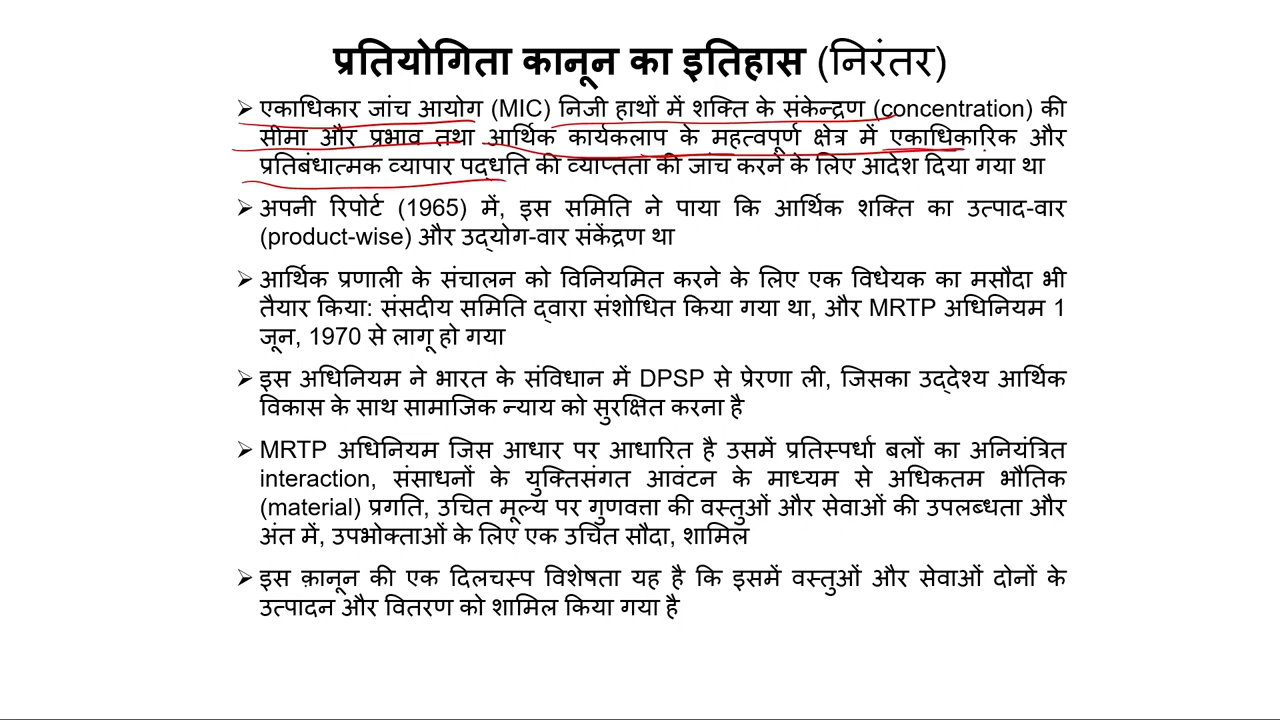 प्रतियोगिता कानून का इतिहास (निरंतर)
➢ एकाधिकार जांच आयोग (MIC) निजी हाथों में शक्ति के संकेन्द्रण (concentration) की
सीमा और प्रभाव तथा आर्थिक कार्यकलाप के महत्वपूर्ण क्षेत्र में एकाधिकारिक और
प्रतिबंधात्मक व्यापार पद्धति की व्याप्तता की जांच करने के लिए आदेश दिया गया था
➢ अपनी रिपोर्ट (1965) में, इस समिति ने पाया कि आर्थिक शक्ति का उत्पाद-वार
(product-wise) और उद्योग-वार संकेंद्रण था
➢ आर्थिक प्रणाली के संचालन को विनियमित करने के लिए एक विधेयक का मसौदा भी
तैयार किया: संसदीय समिति द्वारा संशोधित किया गया था, और MRTP अधिनियम 1
जून, 1970 से लागू हो गया
➢ इस अधिनियम ने भारत के संविधान में DPSP से प्रेरणा ली, जिसका उद्देश्य आर्थिक
विकास के साथ सामाजिक न्याय को सुरक्षित करना है
➢ MRTP अधिनियम जिस आधार पर आधारित है उसमें प्रतिस्पर्धा बलों का अनियंत्रित
interaction, संसाधनों के युक्तिसंगत आवंटन के माध्यम से अधिकतम भौतिक
(material) प्रगति, उचित मूल्य पर गुणवत्ता की वस्तुओं और सेवाओं की उपलब्धता और
अंत में, उपभोक्ताओं के लिए एक उचित सौदा, शामिल
➢ इस क़ानून की एक दिलचस्प विशेषता यह है कि इसमें वस्तुओं और सेवाओं दोनों के
उत्पादन और वितरण को शामिल किया गया है